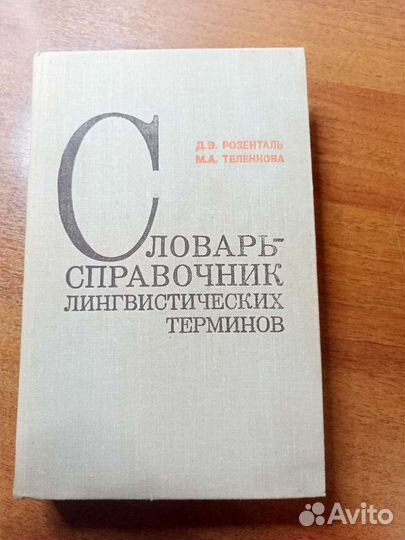 Д.Э. РОЗЕНТАЛЬ
М.А. ТЕЛЕНКОВА
СЛОВАРЬ-
СПРАВОЧНИК
ЛИНГВИСТИЧЕСКИХ
ТЕРМИНОВ
Avito